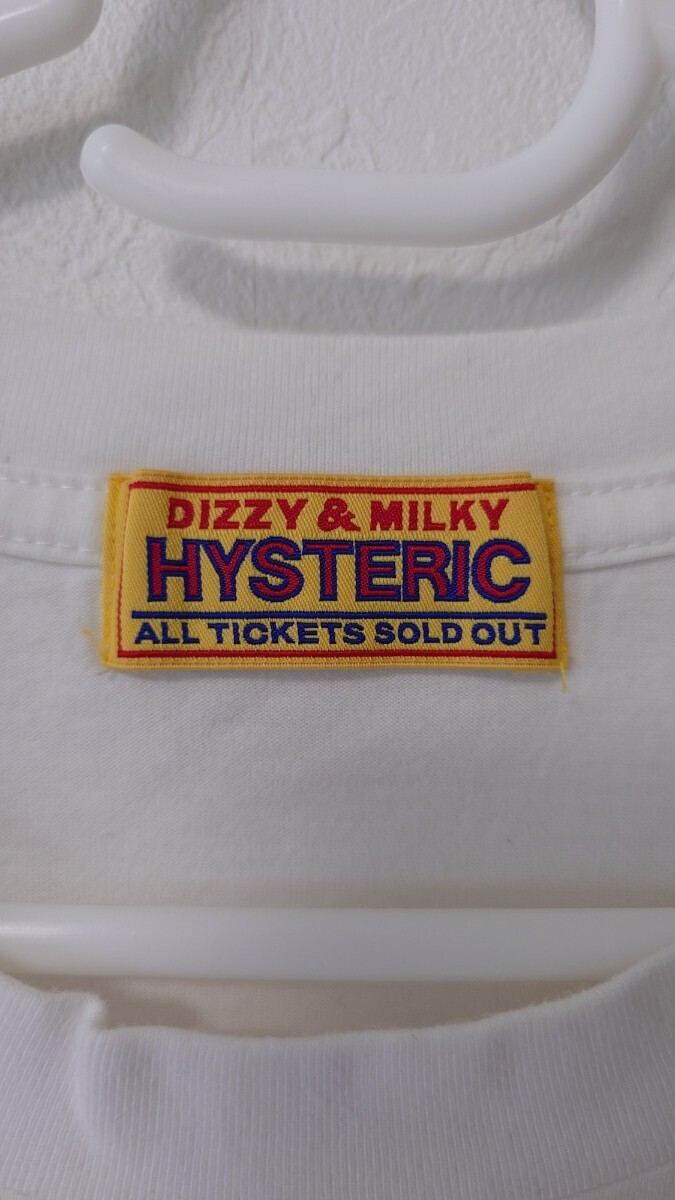 DIZZY & MILKY
HYSTERIC
ALL TICKETS SOLD OUT